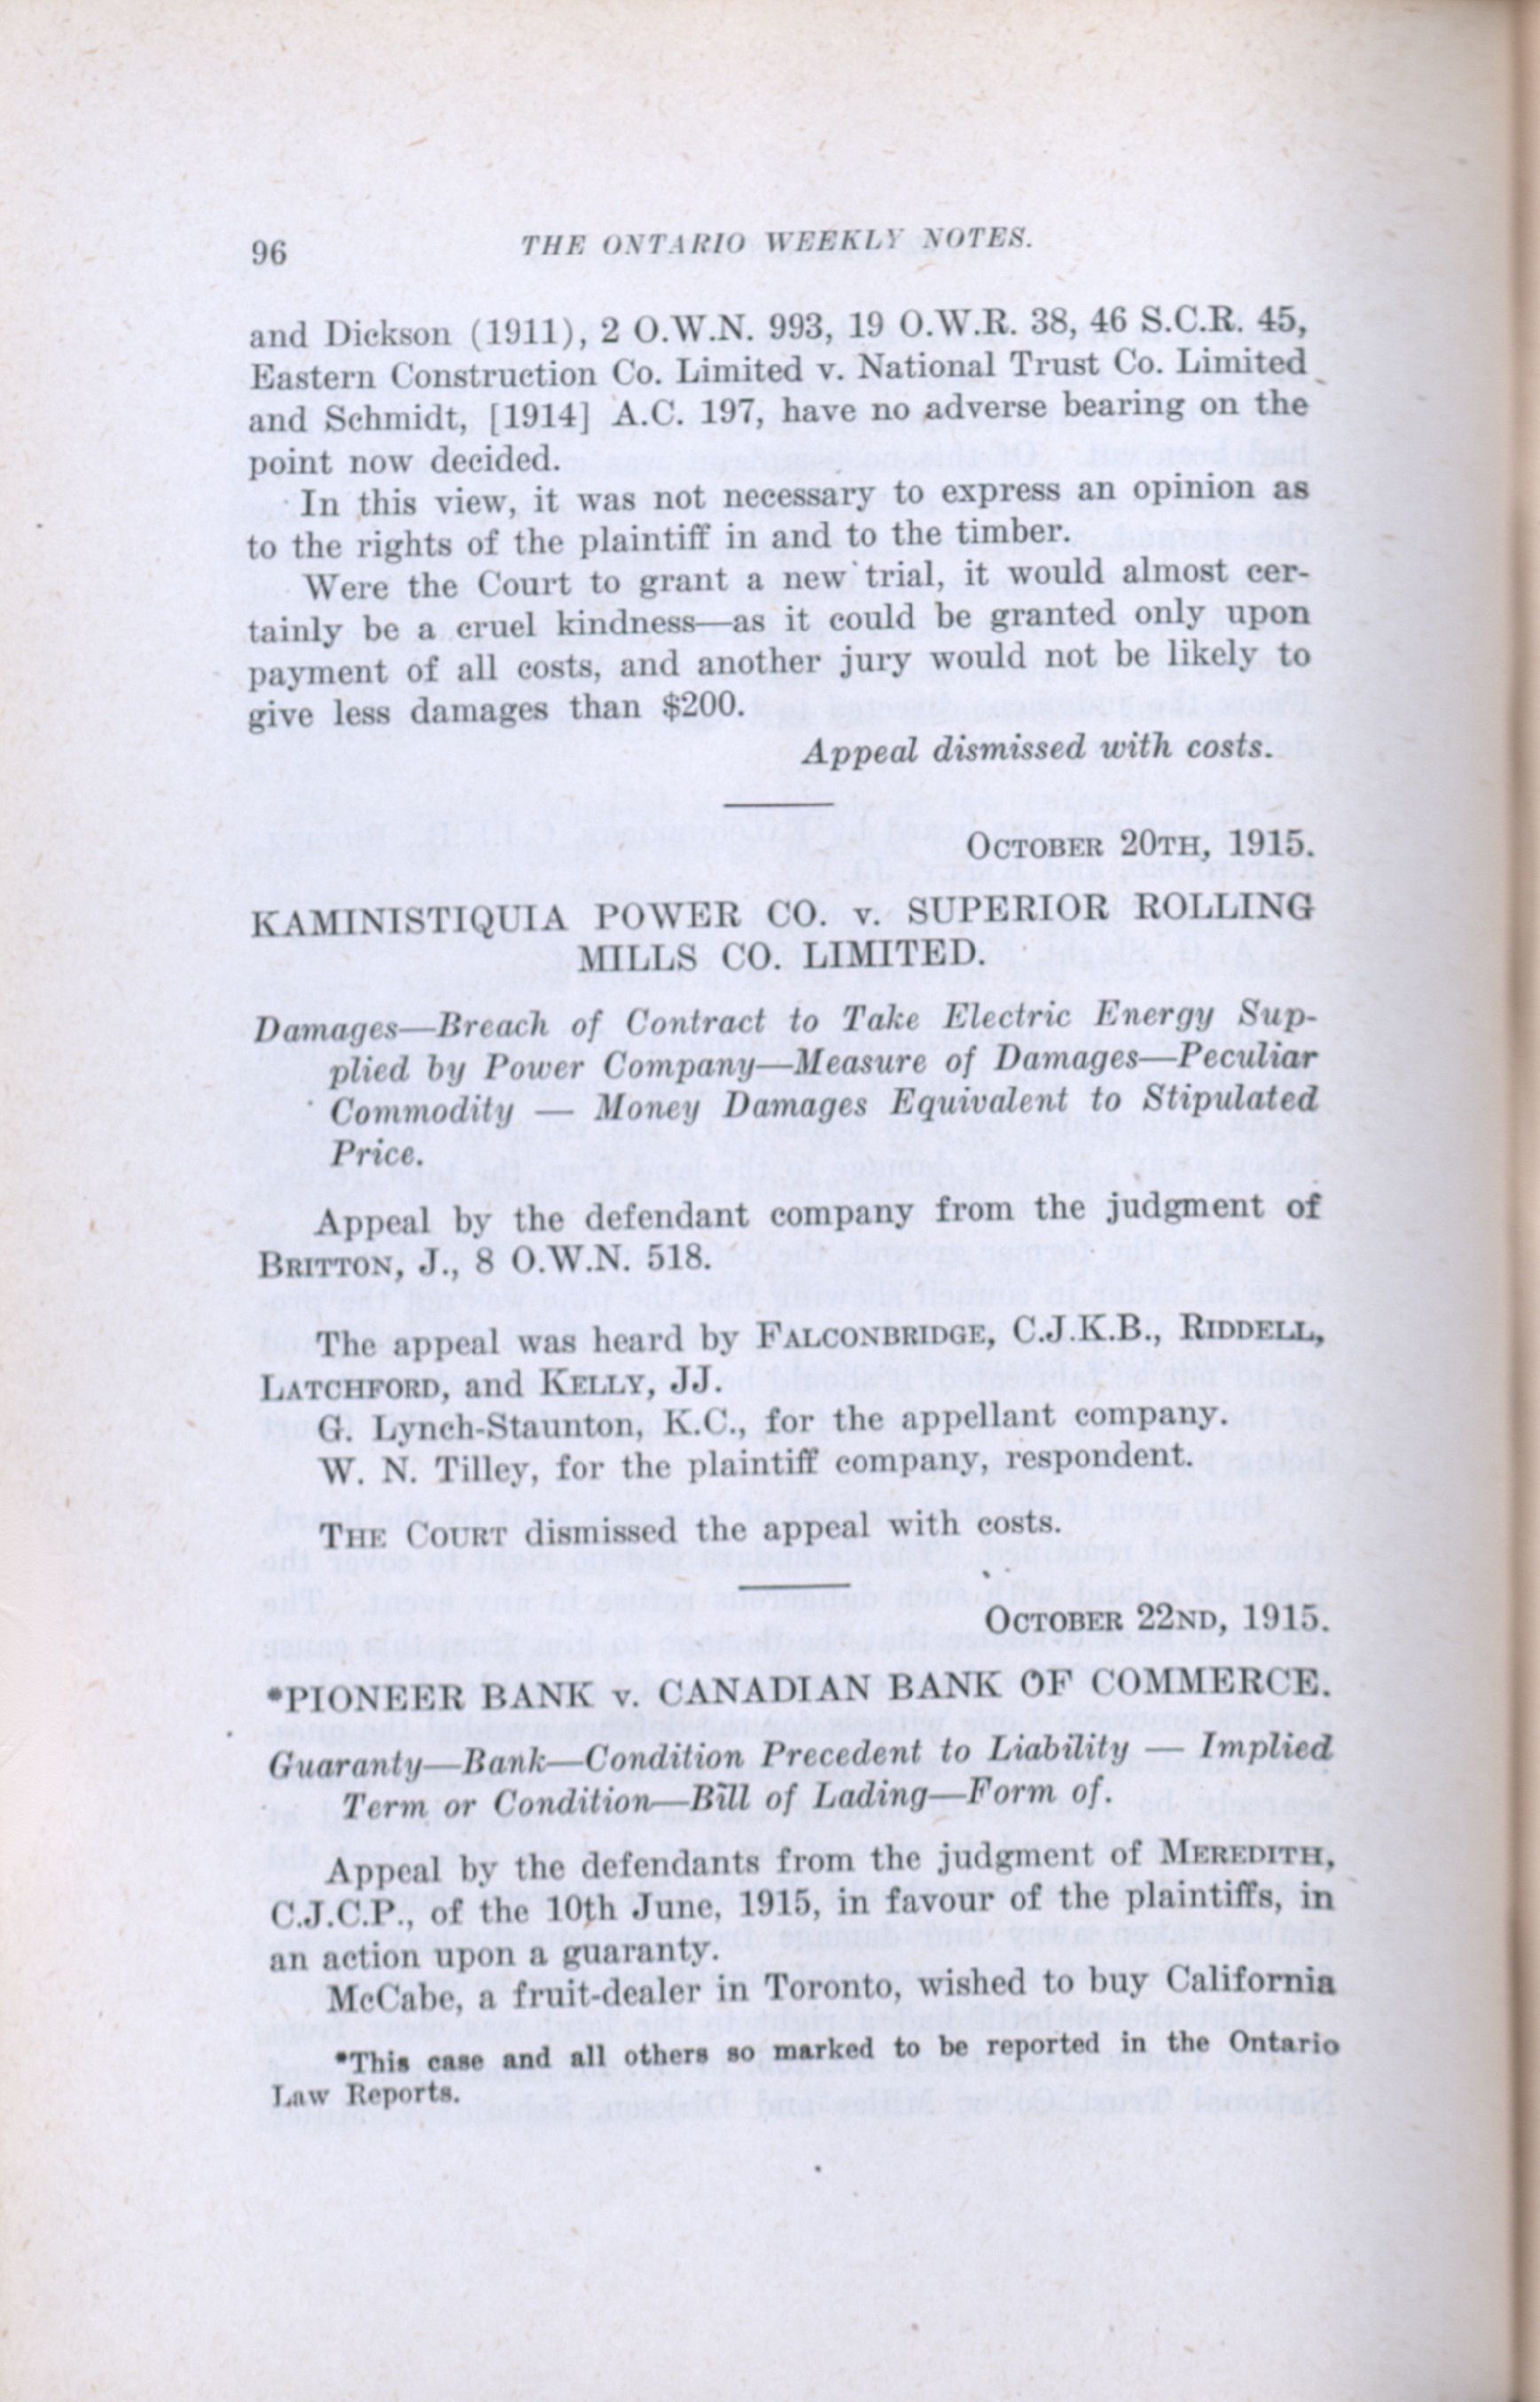 96
THE ONTARIO WEEKLY NOTES.
and Dickson (1911), 2 O.W.N. 993, 19 O.W.R. 38, 46 S.C.R. 45,
Eastern Construction Co. Limited v. National Trust Co. Limited
and Schmidt, [1914] A.C. 197, have no adverse bearing on the
point now decided.
In this view, it was not necessary to express an opinion as
to the rights of the plaintiff in and to the timber.
Were the Court to grant a new trial, it would almost cer-
tainly be a cruel kindness—as it could be granted only upon
payment of all costs, and another jury would not be likely to
give less damages than $200.
Appeal dismissed with costs.
OCTOBER 20TH, 1915.
KAMINISTIQUIA POWER CO. v. SUPERIOR ROLLING
MILLS CO. LIMITED.
Damages—Breach of Contract to Take Electric Energy Sup-
plied by Power Company—Measure of Damages—Peculiar
Commodity — Money Damages Equivalent to Stipulated
Price.
Appeal by the defendant company from the judgment of
BRITTON, J., 8 O.W.N. 518.
The appeal was heard by FALCONBRIDGE, C.J.K.B., RIDDELL,
LATCHFORD, and KELLY, JJ.
G. Lynch-Staunton, K.C., for the appellant company.
W. N. Tilley, for the plaintiff company, respondent.
THE COURT dismissed the appeal with costs.
OCTOBER 22ND, 1915.
*PIONEER BANK v. CANADIAN BANK OF COMMERCE.
Guaranty—Bank—Condition Precedent to Liability — Implied
Term or Condition—Bill of Lading—Form of.
Appeal by the defendants from the judgment of MEREDITH,
C.J.C.P., of the 10th June, 1915, in favour of the plaintiffs, in
an action upon a guaranty.
McCabe, a fruit-dealer in Toronto, wished to buy California
*This case and all others so marked to be reported in the Ontario
Law Reports.